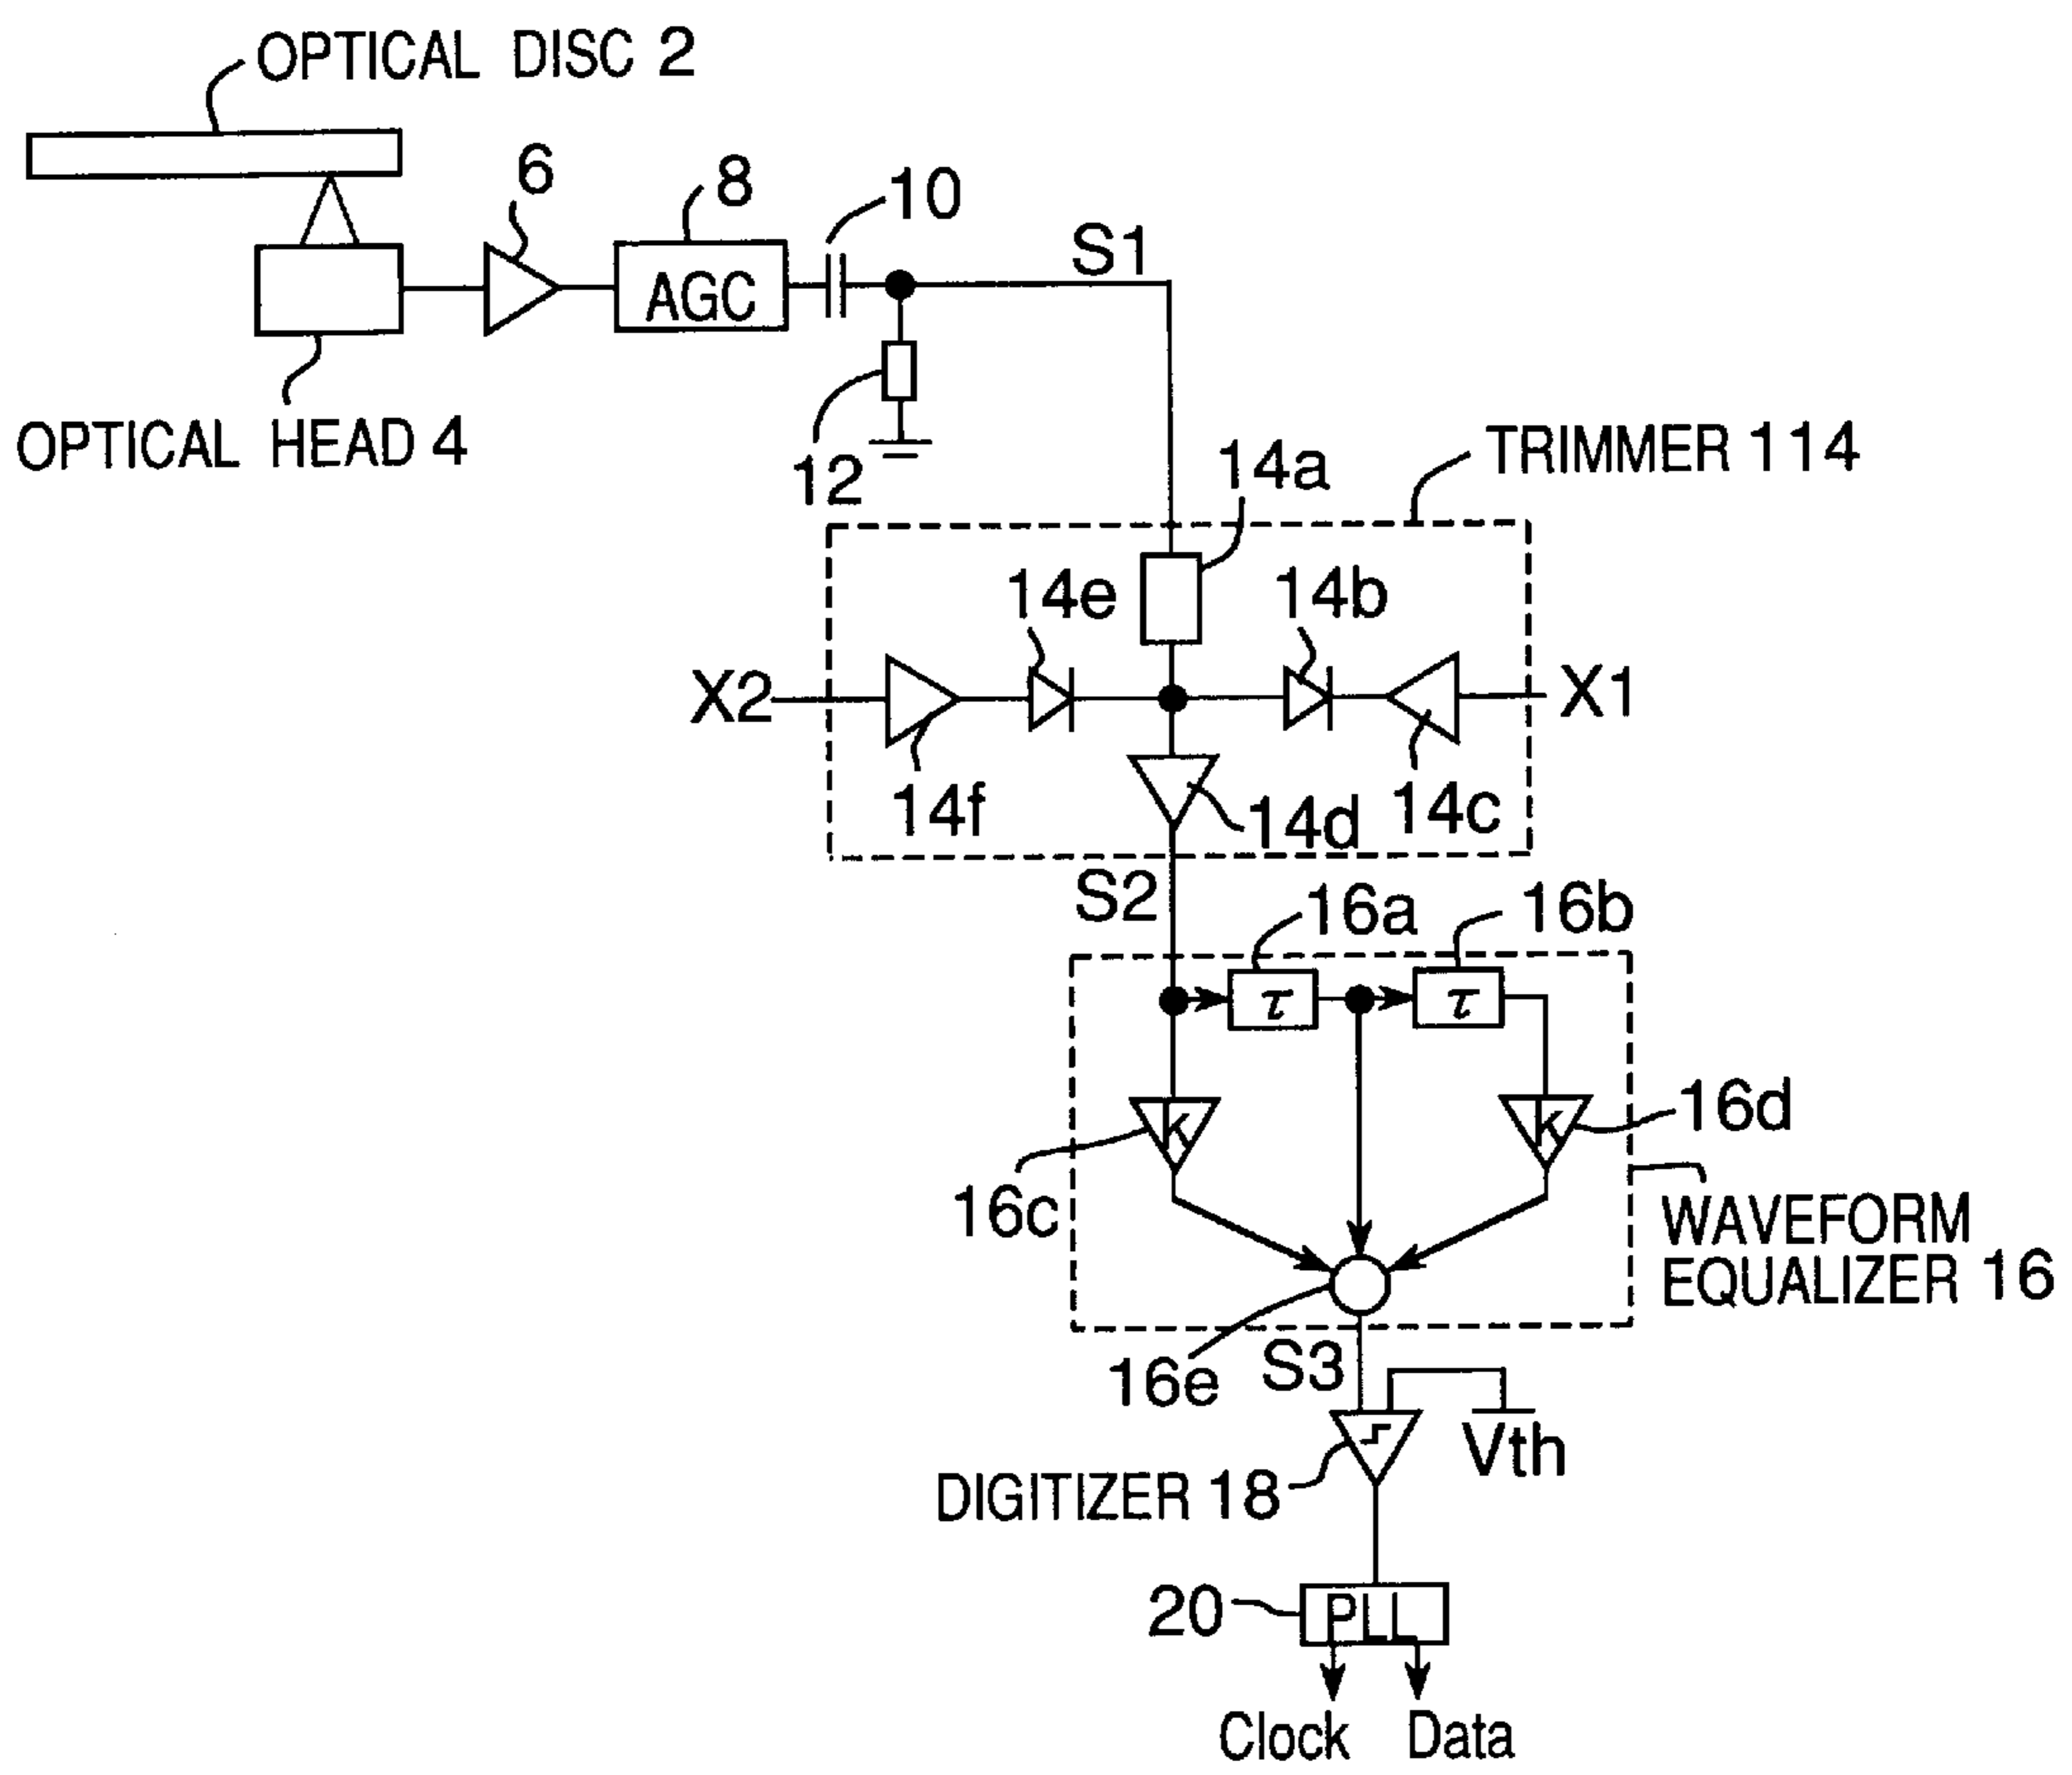 OPTICAL DISC 2
6
8
10
AGC
S1
OPTICAL HEAD 4
12
TRIMMER 114
14a
14e
14b
X2
X1
14f
14d
14c
S2
16a
16b
τ
τ
K
K
16d
16c
WAVEFORM
EQUALIZER 16
16e
S3
Vth
DIGITIZER 18
20
PLL
Clock
Data